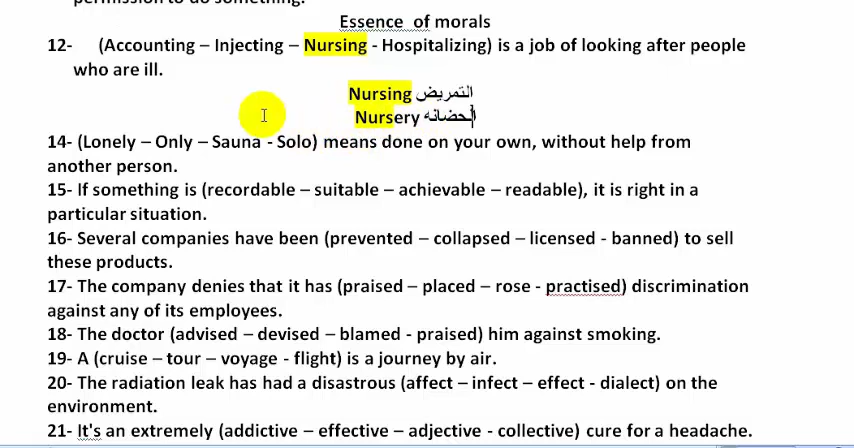 permission to do something.
Essence of morals
12- (Accounting – Injecting – Nursing - Hospitalizing) is a job of looking after people
who are ill.
Nursing التمريض
Nursery الحضانه
14- (Lonely – Only – Sauna - Solo) means done on your own, without help from
another person.
15- If something is (recordable – suitable – achievable – readable), it is right in a
particular situation.
16- Several companies have been (prevented – collapsed – licensed - banned) to sell
these products.
17- The company denies that it has (praised – placed – rose - practised) discrimination
against any of its employees.
18- The doctor (advised – devised – blamed - praised) him against smoking.
19- A (cruise – tour – voyage - flight) is a journey by air.
20- The radiation leak has had a disastrous (affect – infect – effect - dialect) on the
environment.
21- It's an extremely (addictive – effective – adjective - collective) cure for a headache.